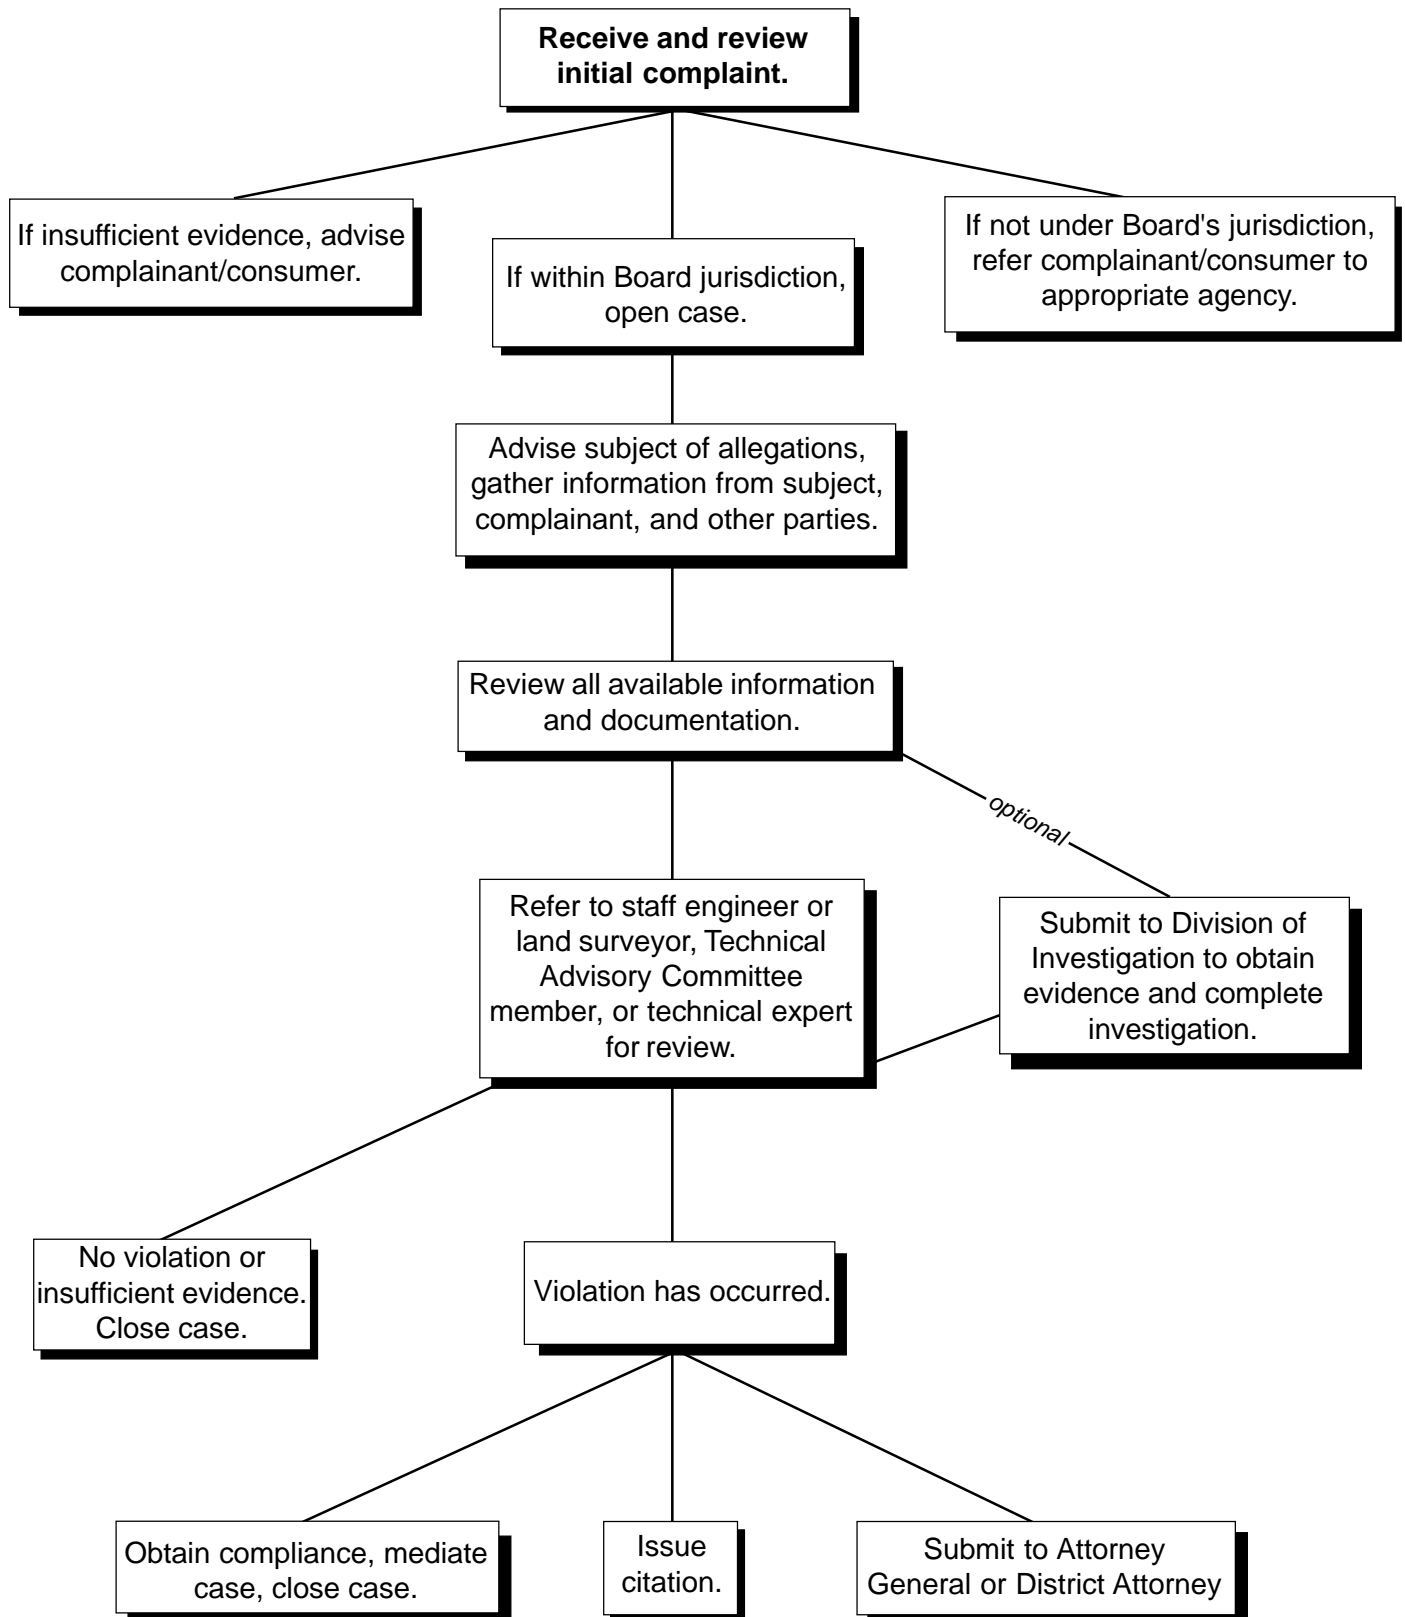 Receive and review
initial complaint.
If insufficient evidence, advise
complainant/consumer.
If within Board jurisdiction,
open case.
If not under Board's jurisdiction,
refer complainant/consumer to
appropriate agency.
Advise subject of allegations,
gather information from subject,
complainant, and other parties.
Review all available information
and documentation.
optional
Refer to staff engineer or
land surveyor, Technical
Advisory Committee
member, or technical expert
for review.
Submit to Division of
Investigation to obtain
evidence and complete
investigation.
No violation or
insufficient evidence.
Close case.
Violation has occurred.
Obtain compliance, mediate
case, close case.
Issue
citation.
Submit to Attorney
General or District Attorney